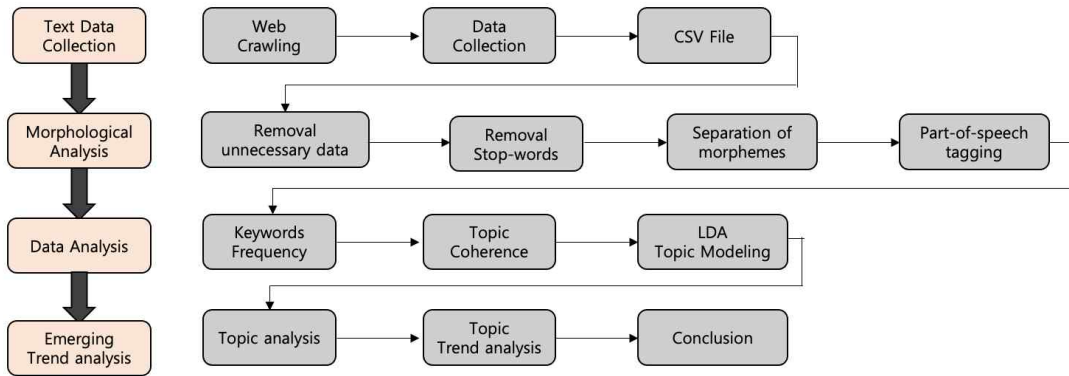 Text Data
Collection
Web
Crawling
Data
Collection
CSV File
Morphological
Analysis
Removal
unnecessary data
Removal
Stop-words
Separation of
morphemes
Part-of-speech
tagging
Data Analysis
Keywords
Frequency
Topic
Coherence
LDA
Topic Modeling
Emerging
Trend analysis
Topic analysis
Topic
Trend analysis
Conclusion